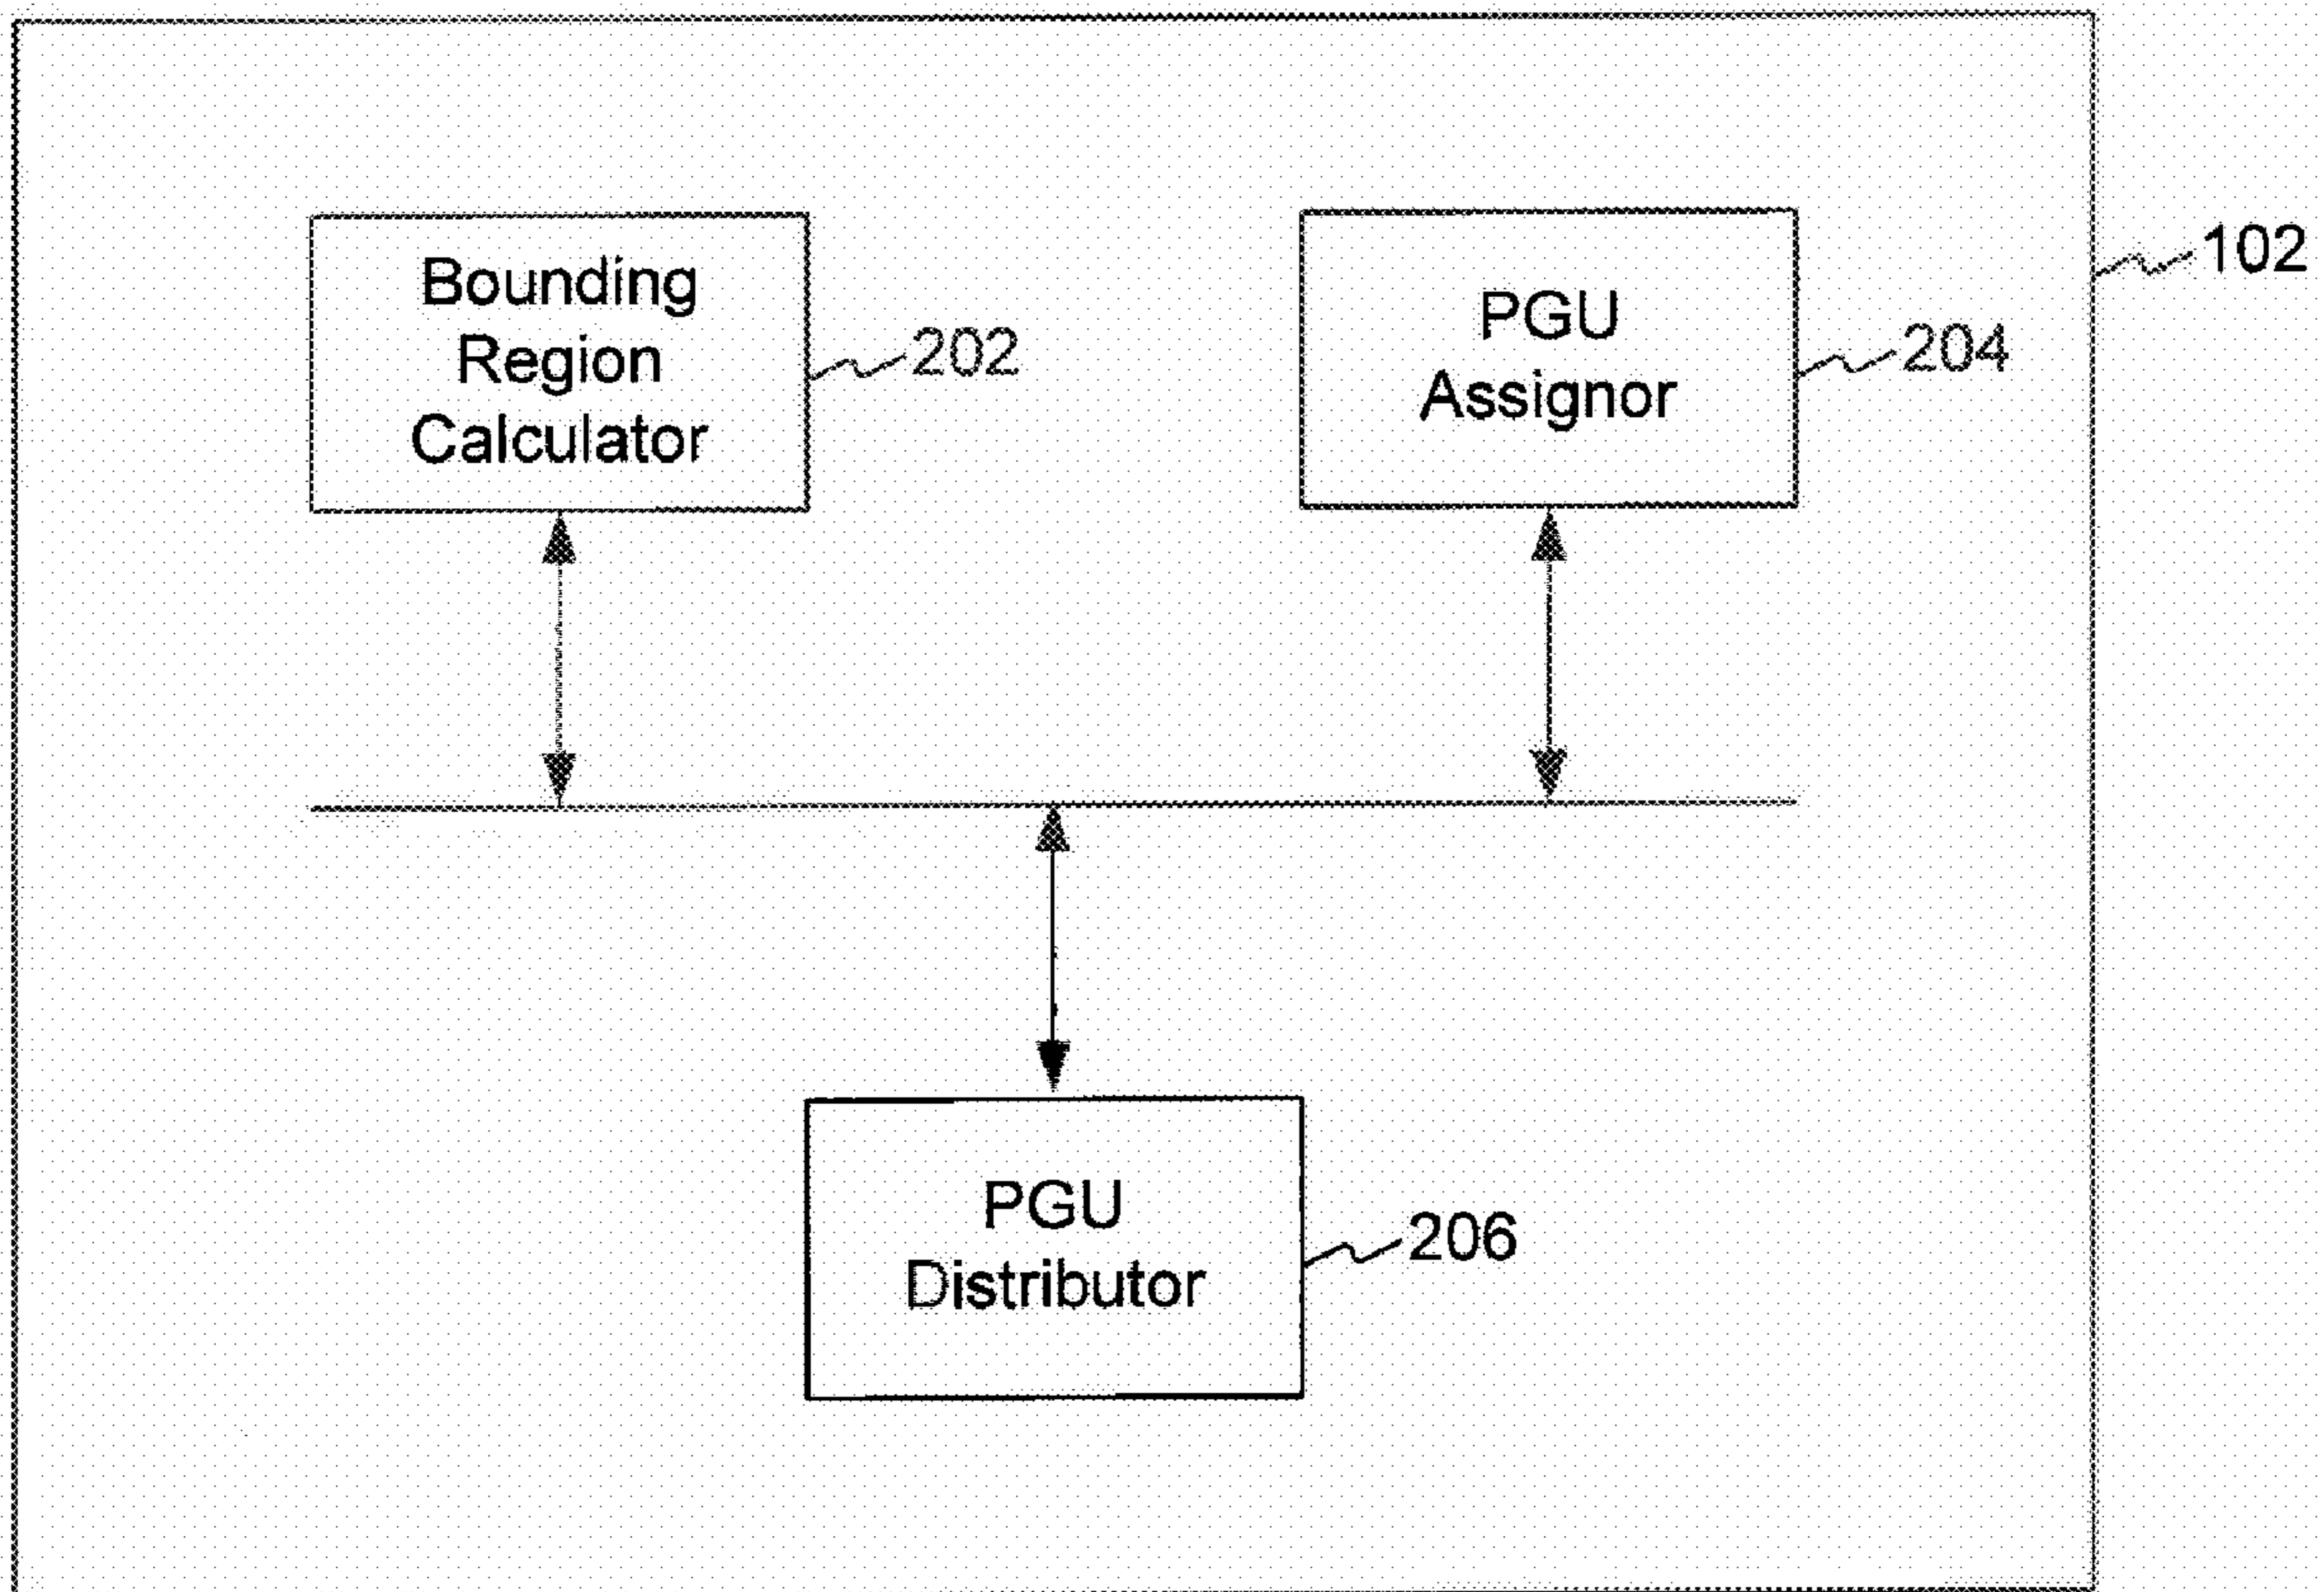 Bounding
Region
Calculator
202
PGU
Assignor
204
102
PGU
Distributor
206